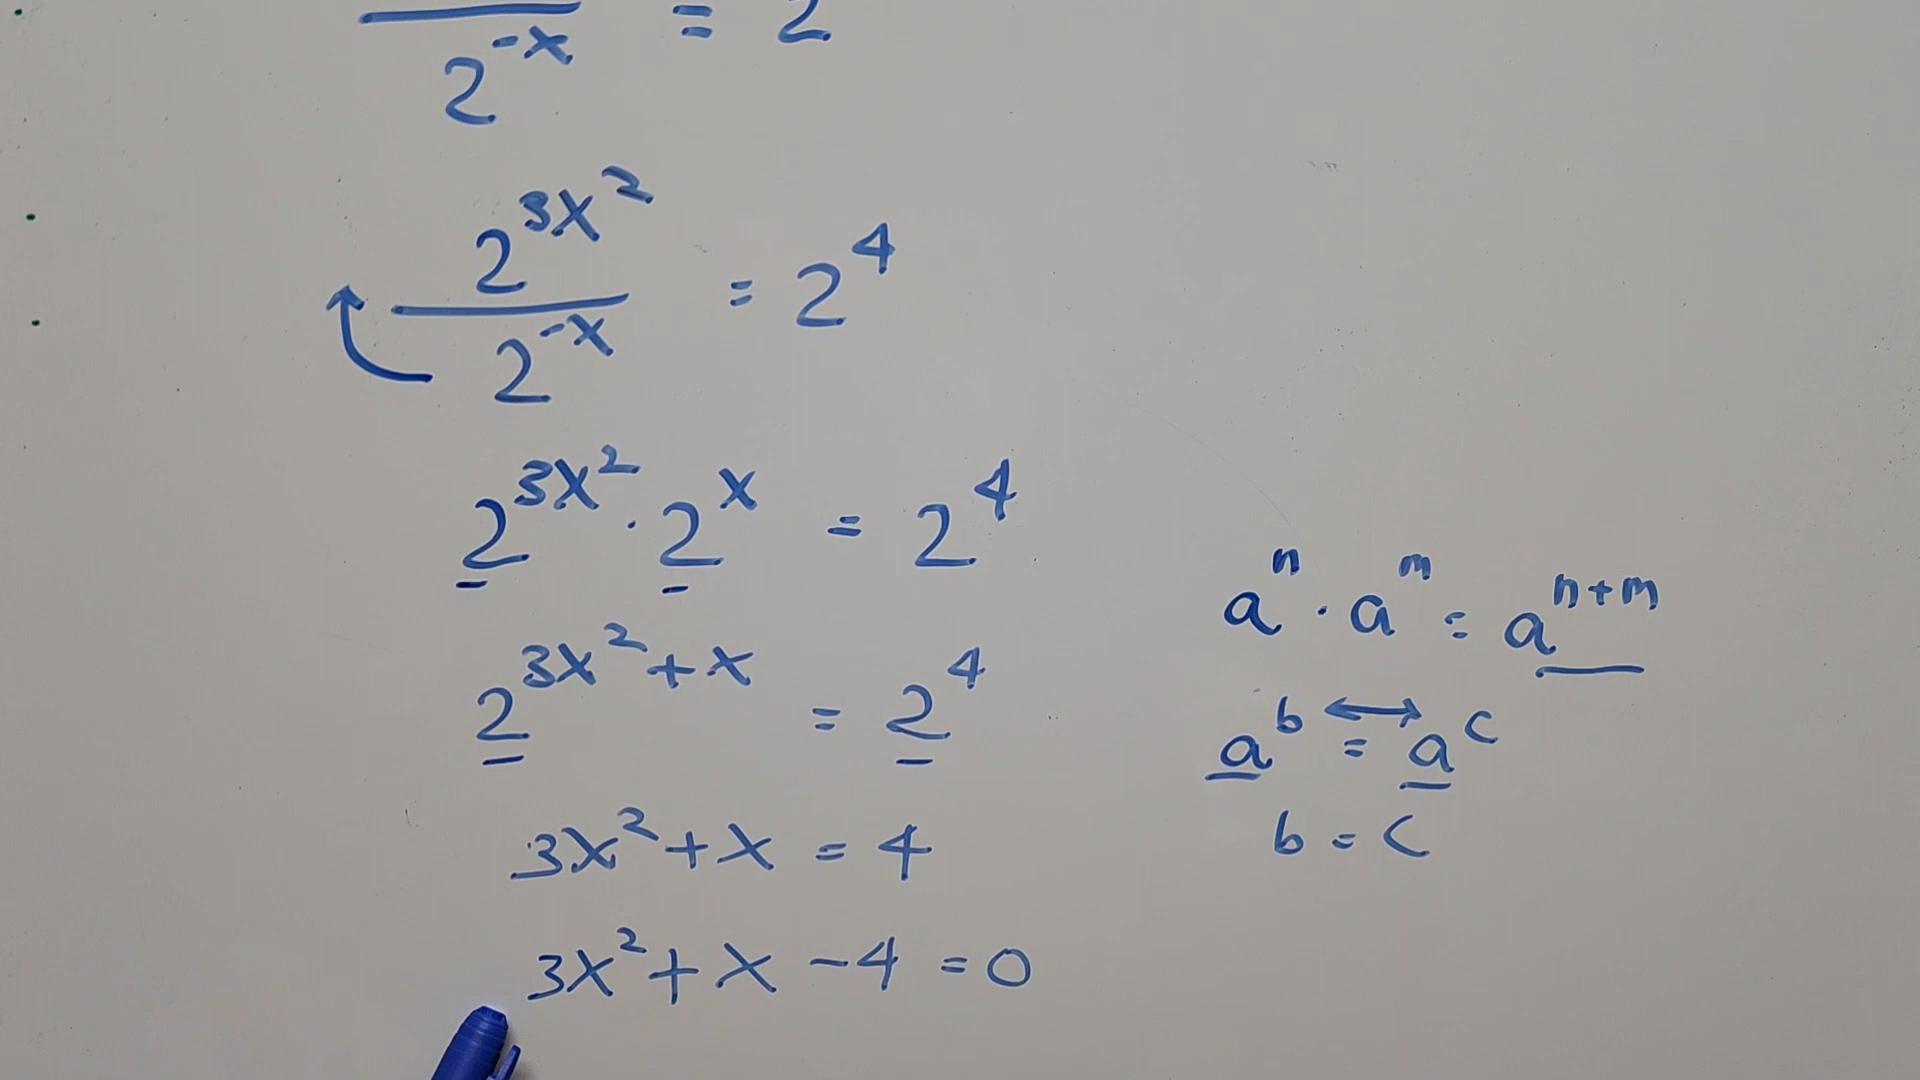 2^{-x} = 2
2^{3x^2} / 2^{-x} = 2^4
2^{3x^2} · 2^x = 2^4
a^n · a^m = a^{n+m}
2^{3x^2+x} = 2^4
a^b = a^c
3x^2 + x = 4
b = c
3x^2 + x - 4 = 0